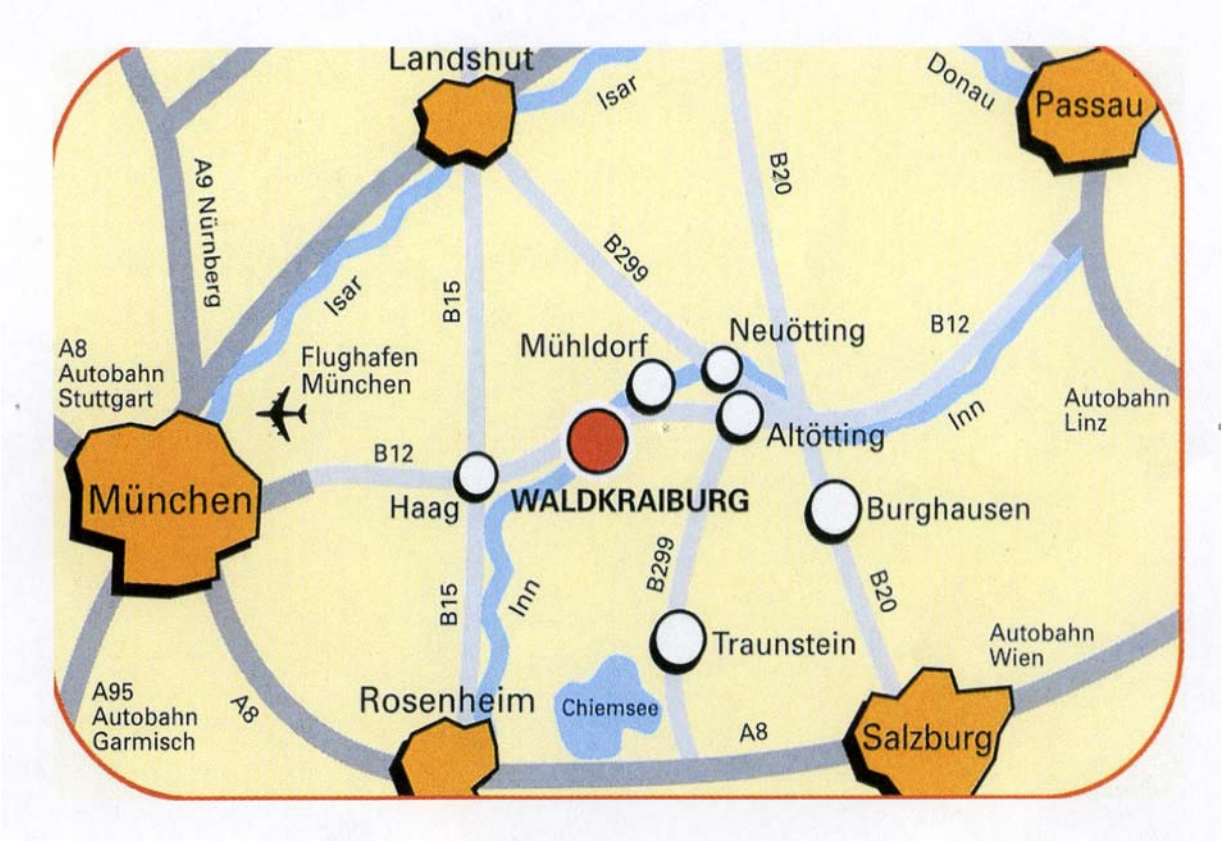 Landshut
Isar
Donau
Passau
A9 Nürnberg
B20
B299
B15
Isar
A8
Autobahn
Stuttgart
Flughafen
München
Mühldorf
Neuötting
B12
Autobahn
Linz
Inn
Altötting
B12
München
Haag
WALDKRAIBURG
Burghausen
B299
B15
Inn
B20
Traunstein
Autobahn
Wien
A95
Autobahn
Garmisch
A8
Rosenheim
Chiemsee
A8
Salzburg